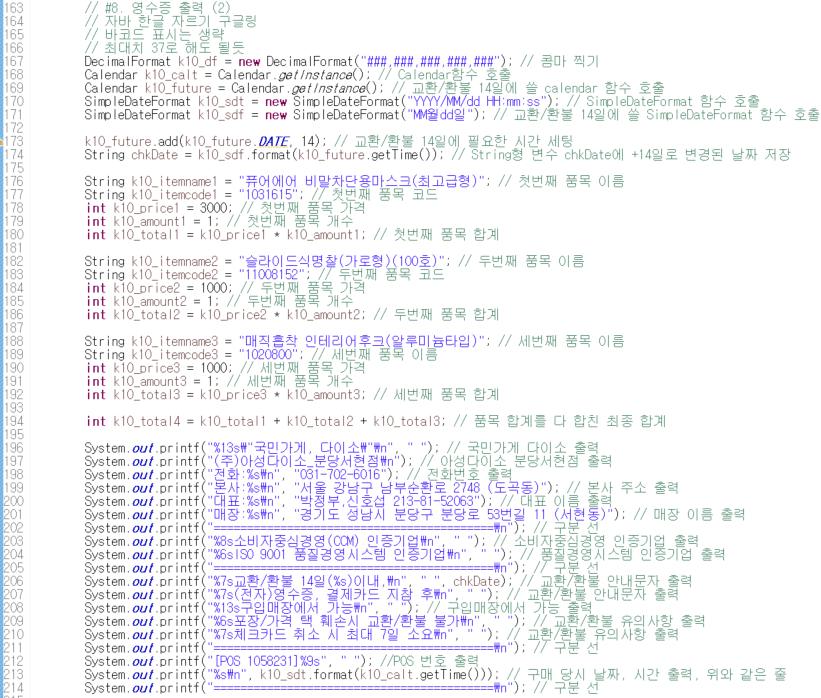 163 // #8. 영수증 출력 (2)
164 // 자바 한글 자르기 구글링
165 // 바코드 표시는 생략
166 // 최대치 37로 해도 될듯
167 DecimalFormat k10_df = new DecimalFormat("###,###,###,###,###"); // 콤마 찍기
168 Calendar k10_calt = Calendar.getInstance(); // Calendar함수 호출
169 Calendar k10_future = Calendar.getInstance(); // 교환/환불 14일에 쓸 calendar 함수 호출
170 SimpleDateFormat k10_sdt = new SimpleDateFormat("YYYY/MM/dd HH:mm:ss"); // SimpleDateFormat 함수 호출
171 SimpleDateFormat k10_sdf = new SimpleDateFormat("MM월dd일"); // 교환/환불 14일에 쓸 SimpleDateFormat 함수 호출
172
173 k10_future.add(k10_future.DATE, 14); // 교환/환불 14일에 필요한 시간 세팅
174 String chkDate = k10_sdf.format(k10_future.getTime()); // String형 변수 chkDate에 +14일로 변경된 날짜 저장
175
176 String k10_itemname1 = "퓨어에어 비말차단용마스크(최고급형)"; // 첫번째 품목 이름
177 String k10_itemcode1 = "1031615"; // 첫번째 품목 코드
178 int k10_price1 = 3000; // 첫번째 품목 가격
179 int k10_amount1 = 1; // 첫번째 품목 개수
180 int k10_total1 = k10_price1 * k10_amount1; // 첫번째 품목 합계
181
182 String k10_itemname2 = "슬라이드식명찰(가로형)(100호)"; // 두번째 품목 이름
183 String k10_itemcode2 = "11008152"; // 두번째 품목 코드
184 int k10_price2 = 1000; // 두번째 품목 가격
185 int k10_amount2 = 1; // 두번째 품목 개수
186 int k10_total2 = k10_price2 * k10_amount2; // 두번째 품목 합계
187
188 String k10_itemname3 = "매직흡착 인테리어후크(알루미늄타입)"; // 세번째 품목 이름
189 String k10_itemcode3 = "1020800"; // 세번째 품목 이름
190 int k10_price3 = 1000; // 세번째 품목 가격
191 int k10_amount3 = 1; // 세번째 품목 개수
192 int k10_total3 = k10_price3 * k10_amount3; // 세번째 품목 합계
193
194 int k10_total4 = k10_total1 + k10_total2 + k10_total3; // 품목 합계를 다 합친 최종 합계
195
196 System.out.printf("%13s₩"국민가게, 다이소₩"₩n", " "); // 국민가게 다이소 출력
197 System.out.printf("(주)아성다이소_분당서현점₩n"); // 아성다이소 분당서현점 출력
198 System.out.printf("전화:%s₩n", "031-702-6016"); // 전화번호 출력
199 System.out.printf("본사:%s₩n", "서울 강남구 남부순환로 2748 (도곡동)"); // 본사 주소 출력
200 System.out.printf("대표:%s₩n", "박정부,신호섭 213-81-52063"); // 대표 이름 출력
201 System.out.printf("매장:%s₩n", "경기도 성남시 분당구 분당로 53번길 11 (서현동)"); // 매장 이름 출력
202 System.out.printf("========================================₩n"); // 구분 선
203 System.out.printf("%8s소비자중심경영(CCM) 인증기업₩n", " "); // 소비자중심경영 인증기업 출력
204 System.out.printf("%6sISO 9001 품질경영시스템 인증기업₩n", " "); // 품질경영시스템 인증기업 출력
205 System.out.printf("========================================₩n"); // 구분 선
206 System.out.printf("%7s교환/환불 14일(%s)이내,₩n", " ", chkDate); // 교환/환불 안내문자 출력
207 System.out.printf("%7s(전자)영수증, 결제카드 지참 후₩n", " "); // 교환/환불 안내문자 출력
208 System.out.printf("%13s구입매장에서 가능₩n", " "); // 구입매장에서 가능 출력
209 System.out.printf("%6s포장/가격 택 훼손시 교환/환불 불가₩n", " "); // 교환/환불 유의사항 출력
210 System.out.printf("%7s체크카드 취소 시 최대 7일 소요₩n", " "); // 교환/환불 유의사항 출력
211 System.out.printf("========================================₩n"); // 구분 선
212 System.out.printf("[POS 1058231]%9s", " "); //POS 번호 출력
213 System.out.printf("%s₩n", k10_sdt.format(k10_calt.getTime())); // 구매 당시 날짜, 시간 출력, 위와 같은 줄
214 System.out.printf("========================================₩n"); // 구분 선